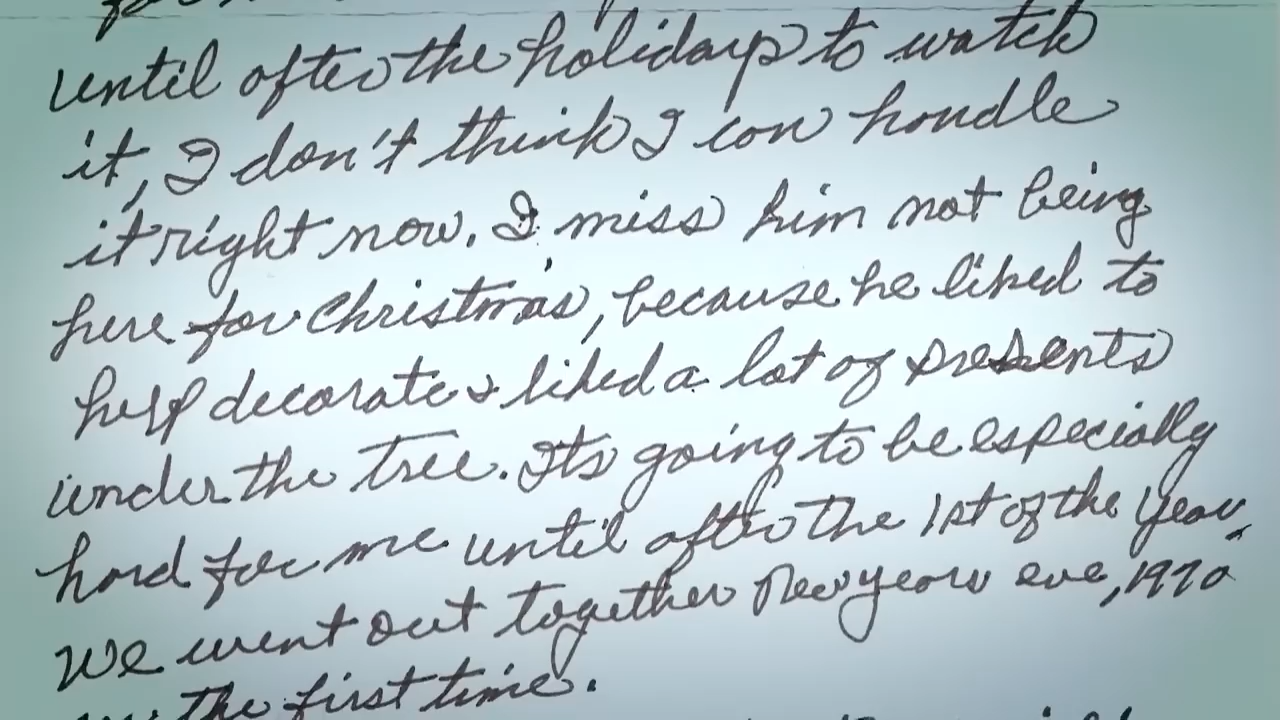 until after the holidays to watch
it, I don't think I can handle
it right now. I miss him not being
here for Christmas, because he liked to
help decorate & liked a lot of presents
under the tree. Its going to be especially
hard for me until after the 1st of the year,
We went out together New years eve, 1970
the first time.